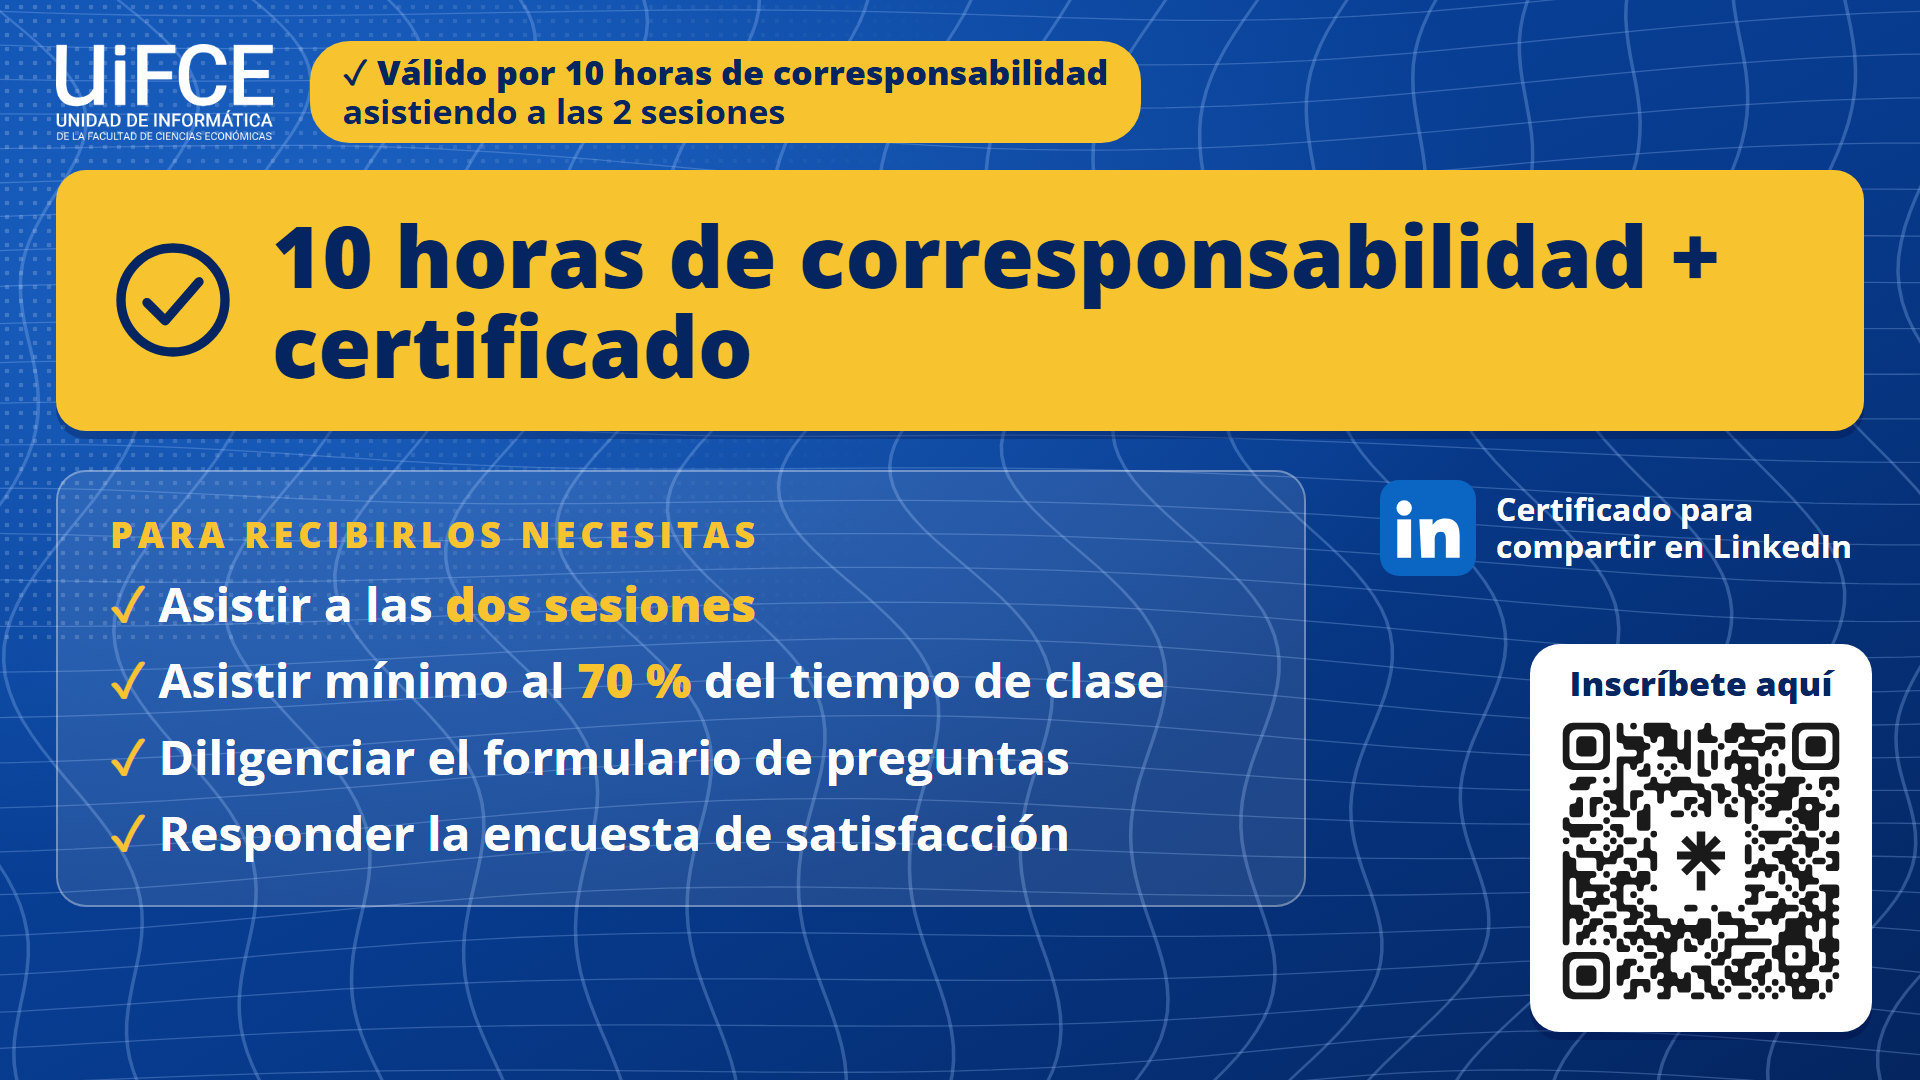 UiFCE
UNIDAD DE INFORMÁTICA
DE LA FACULTAD DE CIENCIAS ECONÓMICAS
✓ Válido por 10 horas de corresponsabilidad
asistiendo a las 2 sesiones
10 horas de corresponsabilidad +
certificado
PARA RECIBIRLOS NECESITAS
✓ Asistir a las dos sesiones
✓ Asistir mínimo al 70 % del tiempo de clase
✓ Diligenciar el formulario de preguntas
✓ Responder la encuesta de satisfacción
in
Certificado para
compartir en LinkedIn
Inscríbete aquí